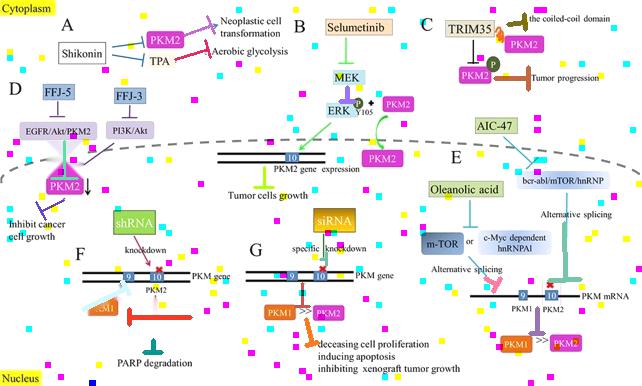 Cytoplasm
A
Shikonin
PKM2
TPA
Neoplastic cell
transformation
Aerobic glycolysis
B
Selumetinib
MEK
ERK
P
Y105
+
PKM2
PKM2
10
PKM2 gene expression
Tumor cells growth
C
TRIM35
the coiled-coil domain
PKM2
P
PKM2
Tumor progression
D
FFJ-5
FFJ-3
EGFR/Akt/PKM2
PI3K/Akt
PKM2
Inhibit cancer
cell growth
E
AIC-47
bcr-abl/mTOR/hnRNP
Oleanolic acid
Alternative splicing
m-TOR
or
c-Myc dependent
hnRNPAl
Alternative splicing
9
10
PKM mRNA
PKM1
PKM2
PKM1
>>
PKM2
F
shRNA
knockdown
9
10
PKM gene
PKM2
PARP degradation
G
siRNA
specific knockdown
9
10
PKM gene
PKM1
>>
PKM2
deceasing cell proliferation
inducing apoptosis
inhibiting xenograft tumor growth
Nucleus